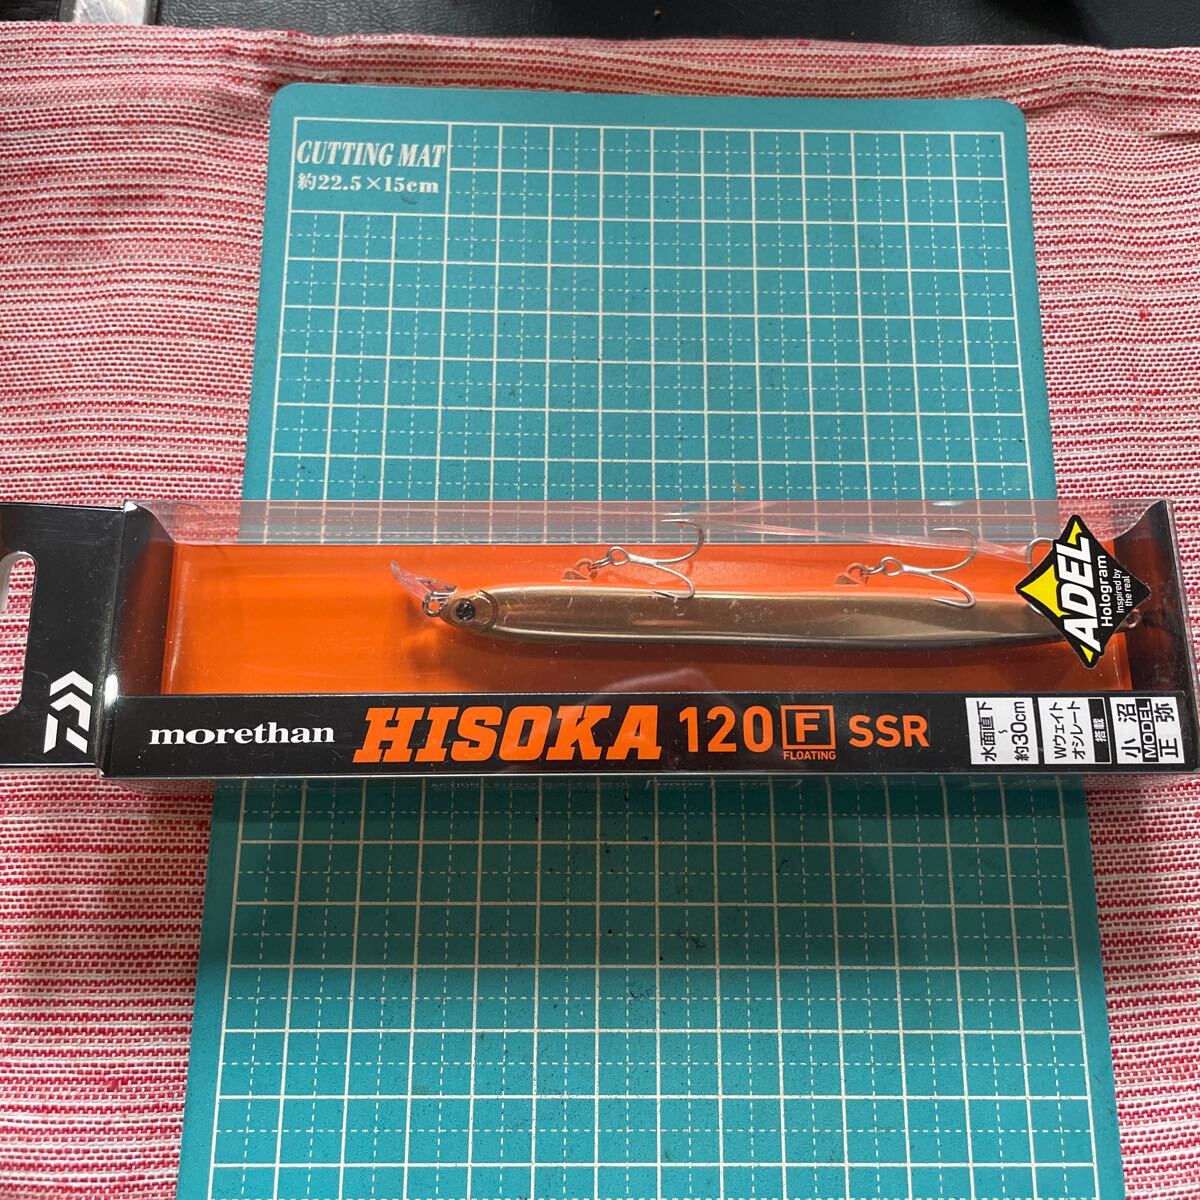 CUTTING MAT
約22.5×15cm
ADEL
Hologram
Inspired by
the real
morethan HISOKA 120 F SSR
FLOATING
水面直下
~
約30cm
Wウェイト
オシレート
搭載
小沼
MODEL
正弥